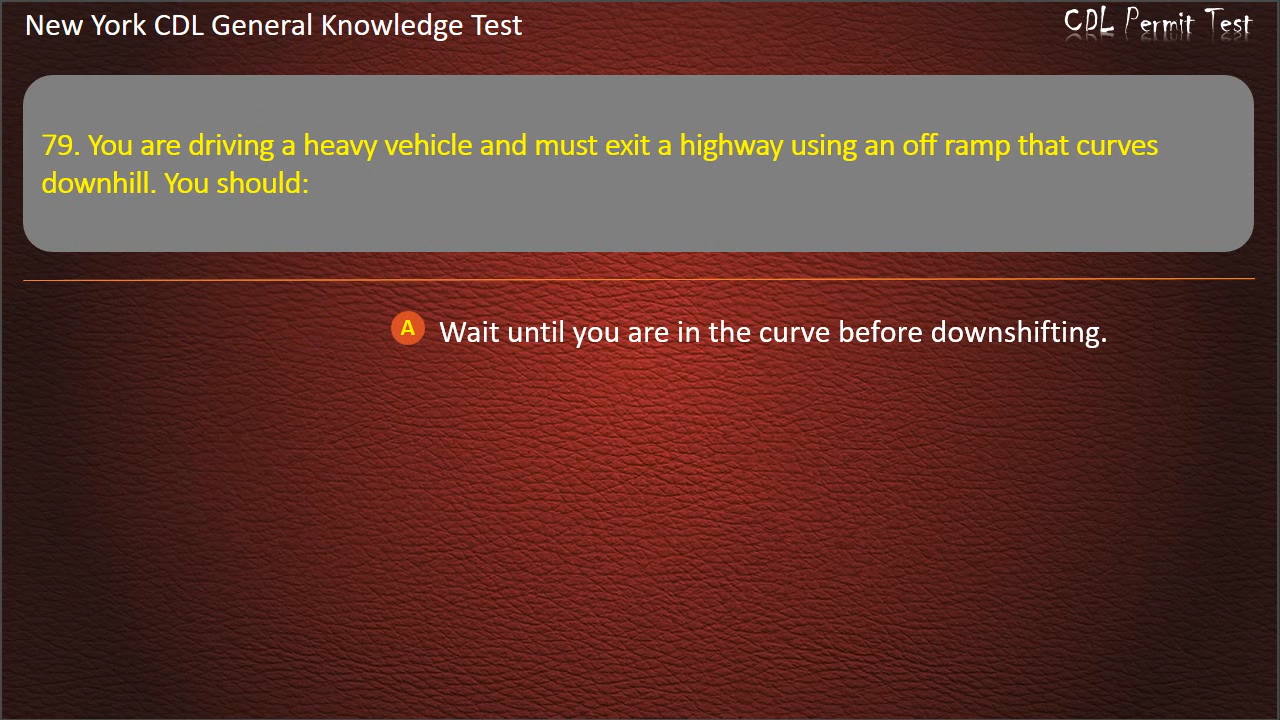 New York CDL General Knowledge Test
CDL Permit Test
79. You are driving a heavy vehicle and must exit a highway using an off ramp that curves
downhill. You should:
A Wait until you are in the curve before downshifting.